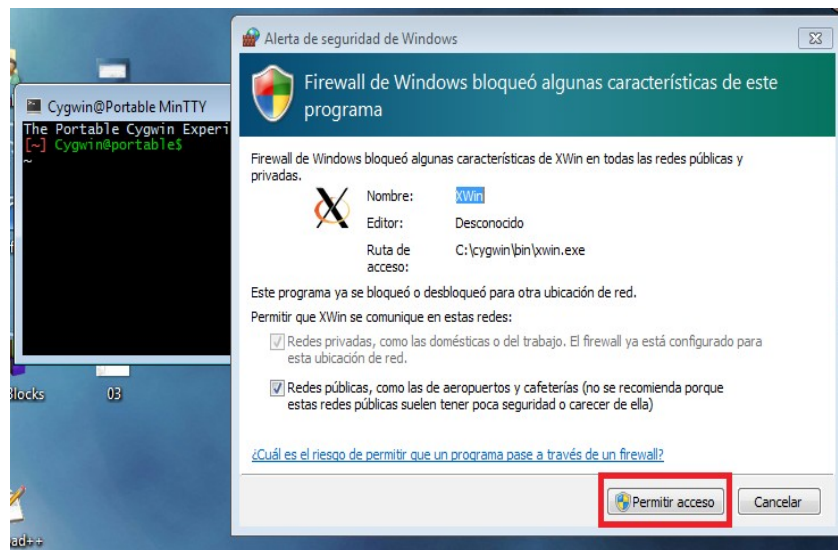 Alerta de seguridad de Windows
Firewall de Windows bloqueó algunas características de este
programa
Cygwin@Portable MinTTY
The Portable Cygwin Experi
[~] Cygwin@portable$
~
Firewall de Windows bloqueó algunas características de XWin en todas las redes públicas y
privadas.
Nombre: XWin
Editor: Desconocido
Ruta de acceso: C:\cygwin\bin\xwin.exe
Este programa ya se bloqueó o desbloqueó para otra ubicación de red.
Permitir que XWin se comunique en estas redes:
Redes privadas, como las domésticas o del trabajo. El firewall ya está configurado para
esta ubicación de red.
Redes públicas, como las de aeropuertos y cafeterías (no se recomienda porque
estas redes públicas suelen tener poca seguridad o carecer de ella)
¿Cuál es el riesgo de permitir que un programa pase a través de un firewall?
Permitir acceso
Cancelar
03